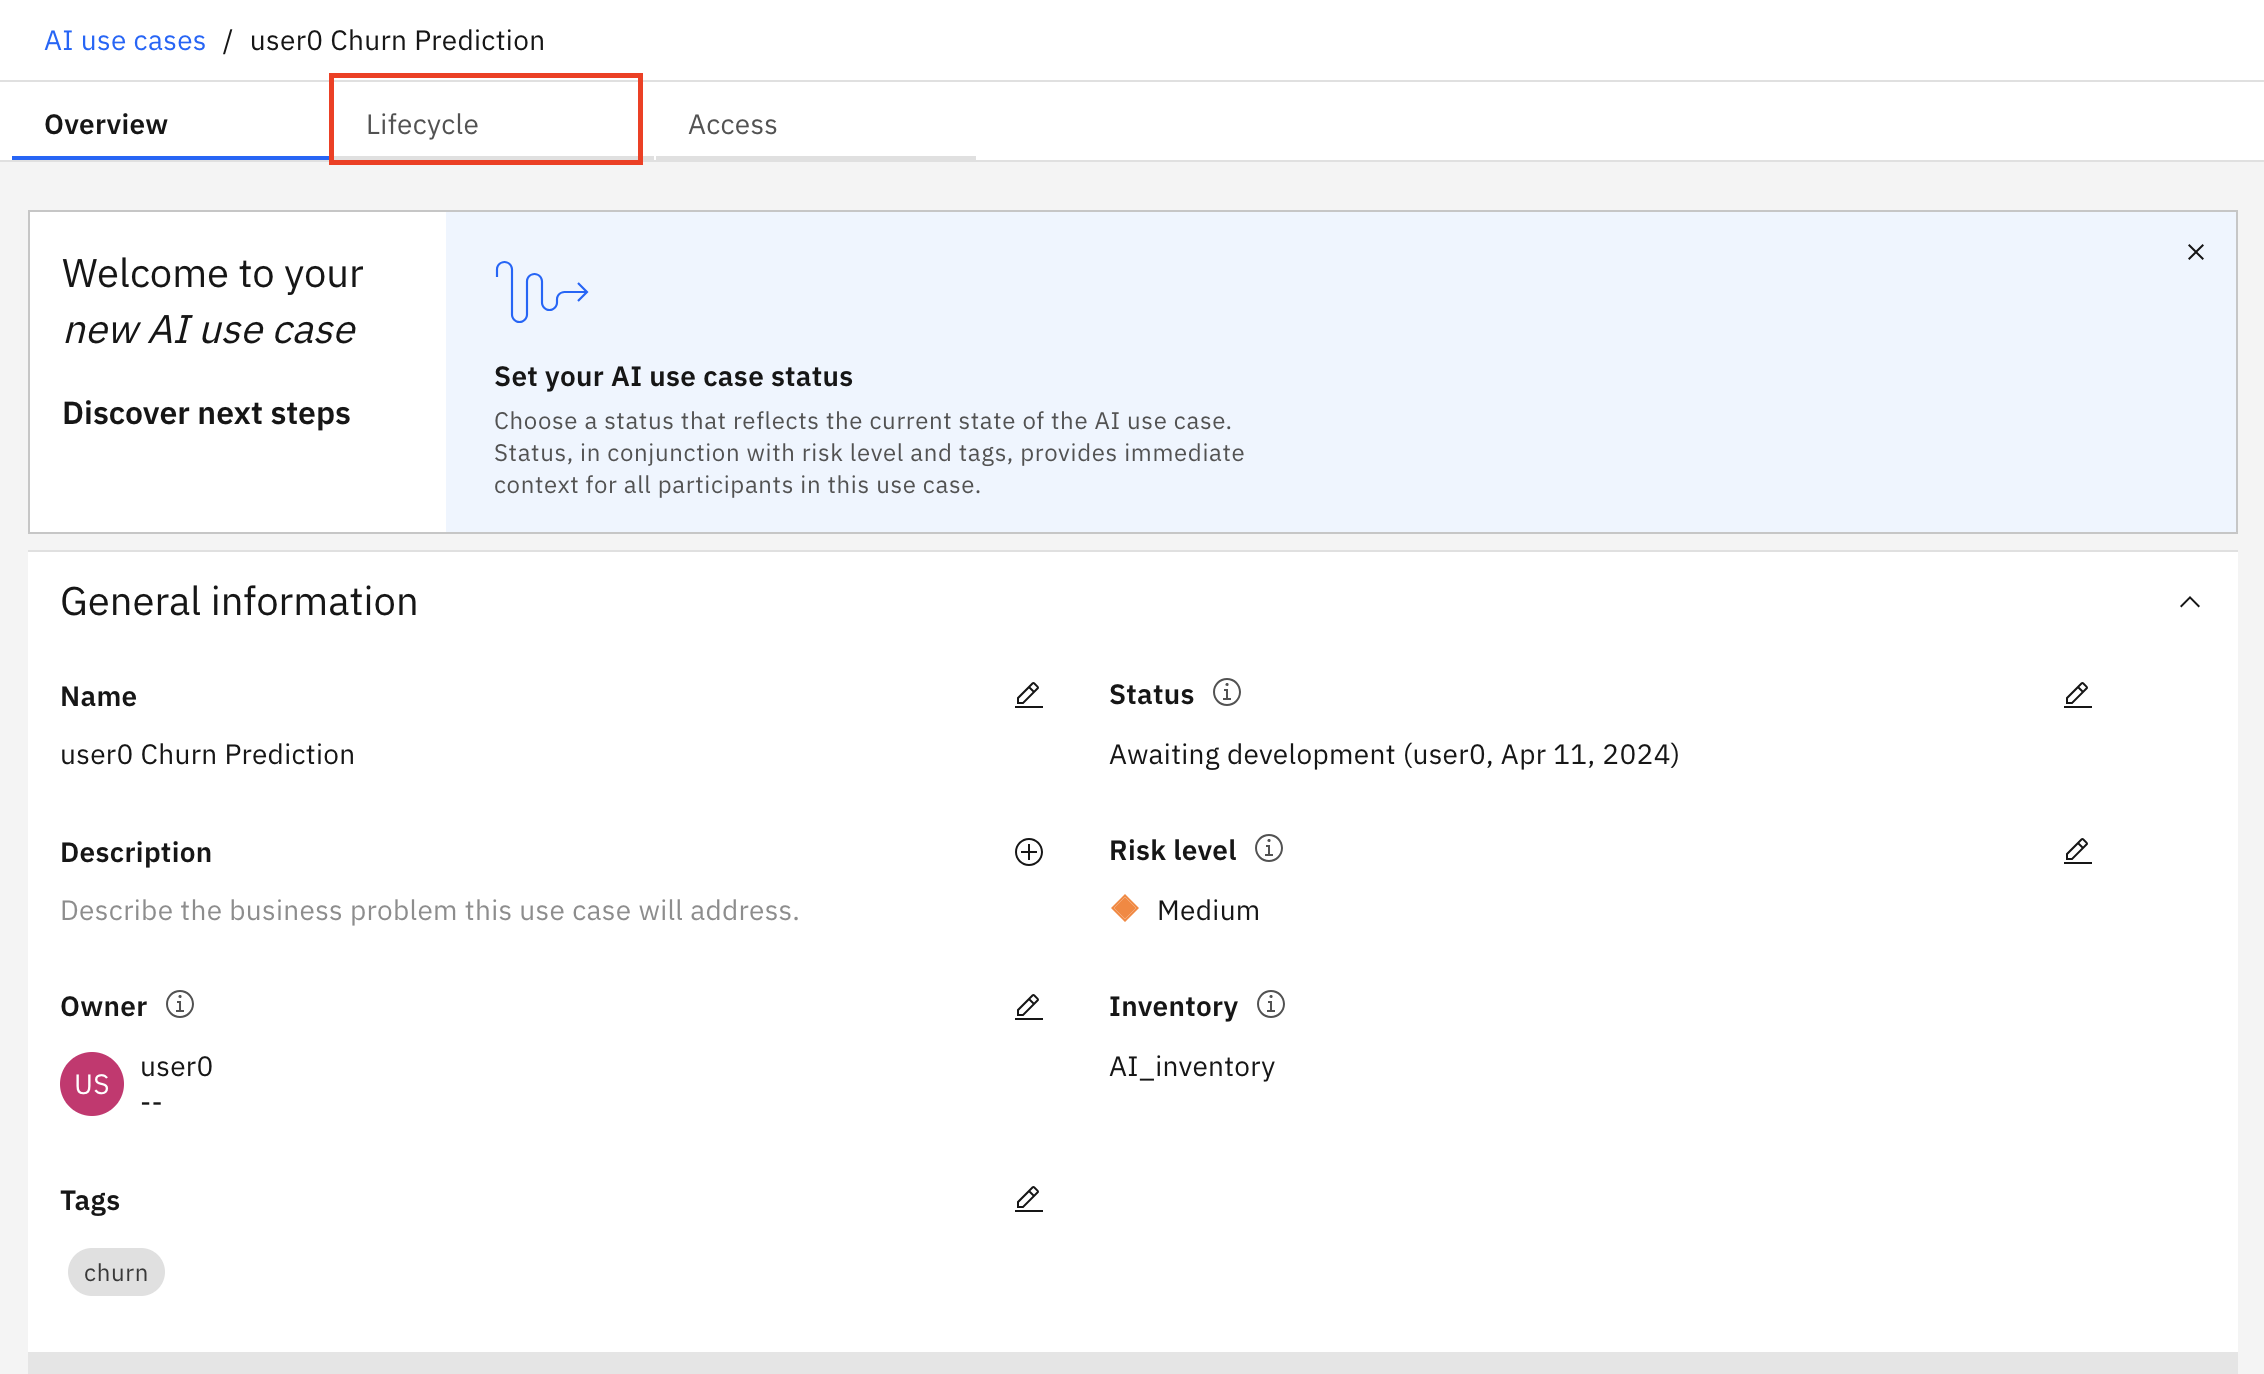 AI use cases / user0 Churn Prediction
Overview
Lifecycle
Access
Welcome to your
new AI use case
Discover next steps
Set your AI use case status
Choose a status that reflects the current state of the AI use case.
Status, in conjunction with risk level and tags, provides immediate
context for all participants in this use case.
General information
Name
user0 Churn Prediction
Status
Awaiting development (user0, Apr 11, 2024)
Description
Describe the business problem this use case will address.
Risk level
Medium
Owner
US
user0
--
Inventory
AI_inventory
Tags
churn